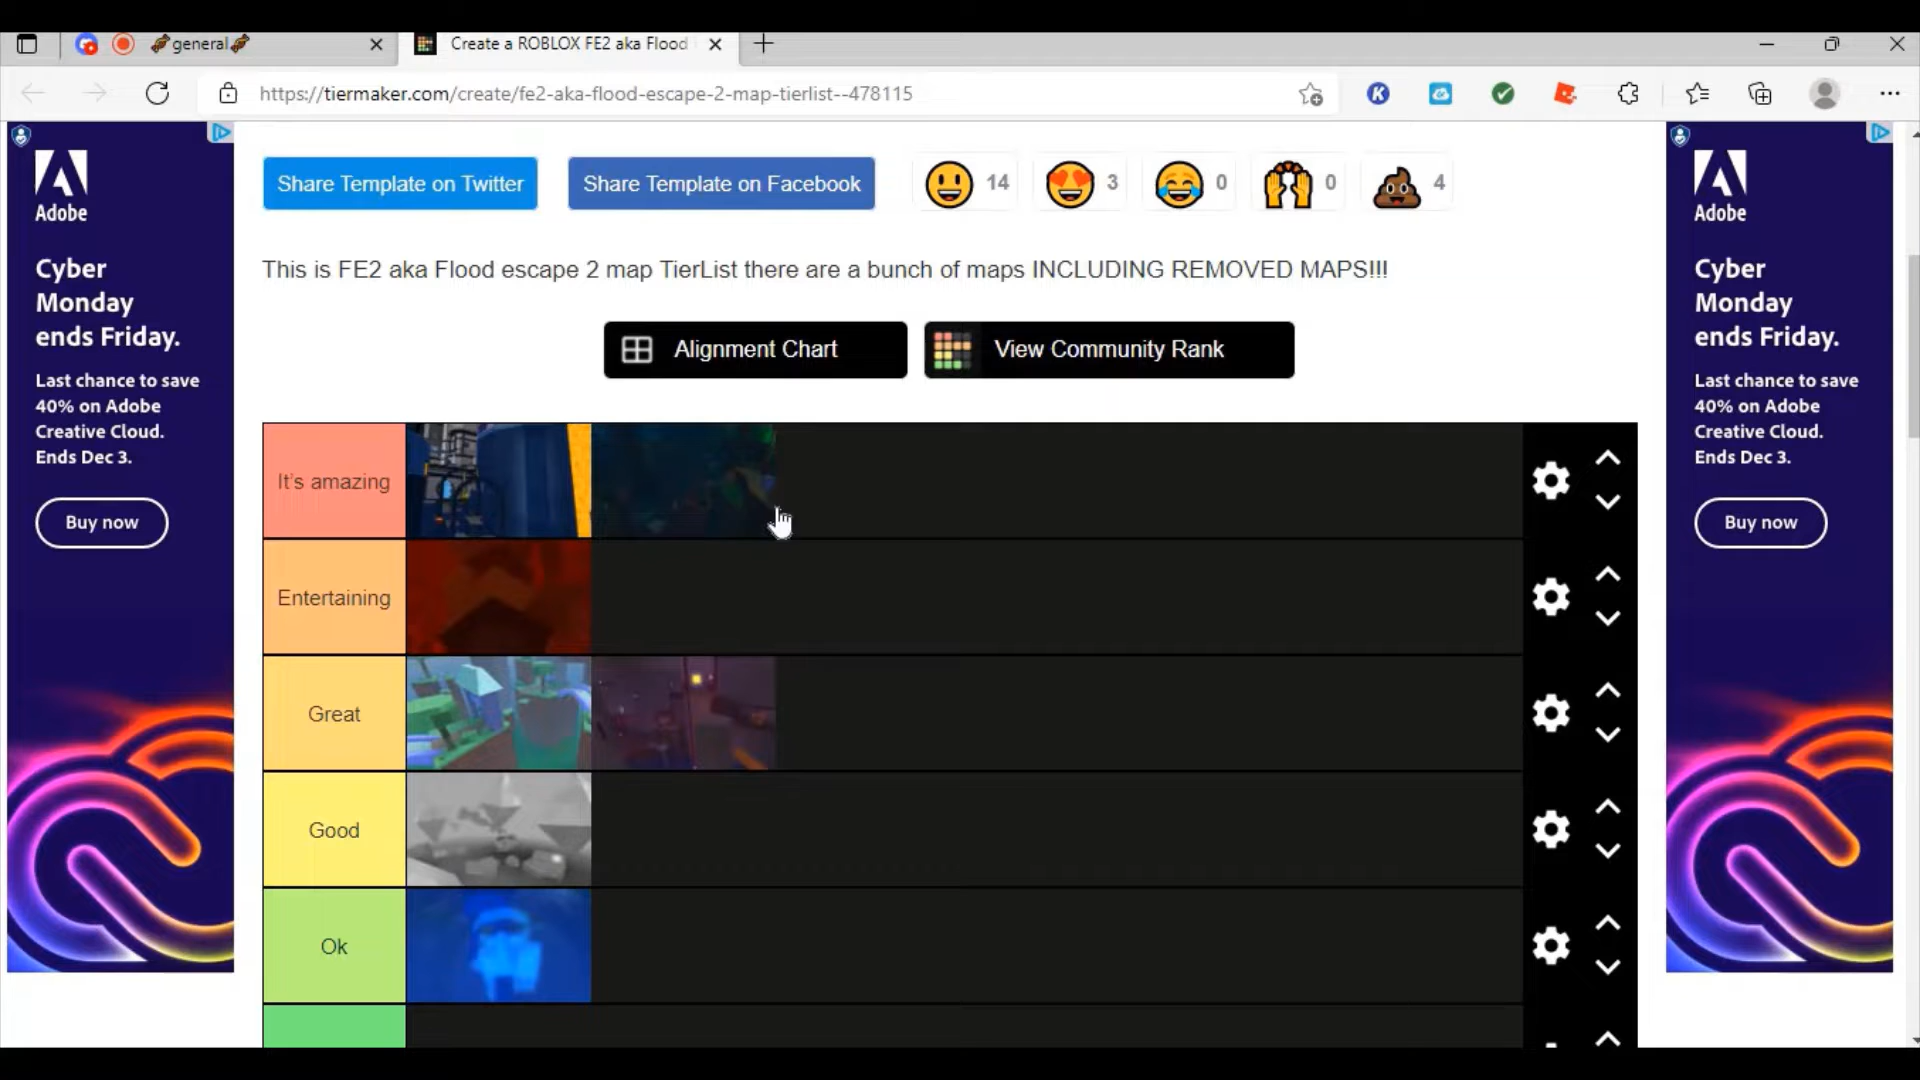 general
Create a ROBLOX FE2 aka Flood
https://tiermaker.com/create/fe2-aka-flood-escape-2-map-tierlist--478115
Adobe
Cyber
Monday
ends Friday.
Last chance to save
40% on Adobe
Creative Cloud.
Ends Dec 3.
Buy now
Share Template on Twitter
Share Template on Facebook
14
3
0
0
4
This is FE2 aka Flood escape 2 map TierList there are a bunch of maps INCLUDING REMOVED MAPS!!!
Alignment Chart
View Community Rank
It's amazing
Entertaining
Great
Good
Ok
Adobe
Cyber
Monday
ends Friday.
Last chance to save
40% on Adobe
Creative Cloud.
Ends Dec 3.
Buy now